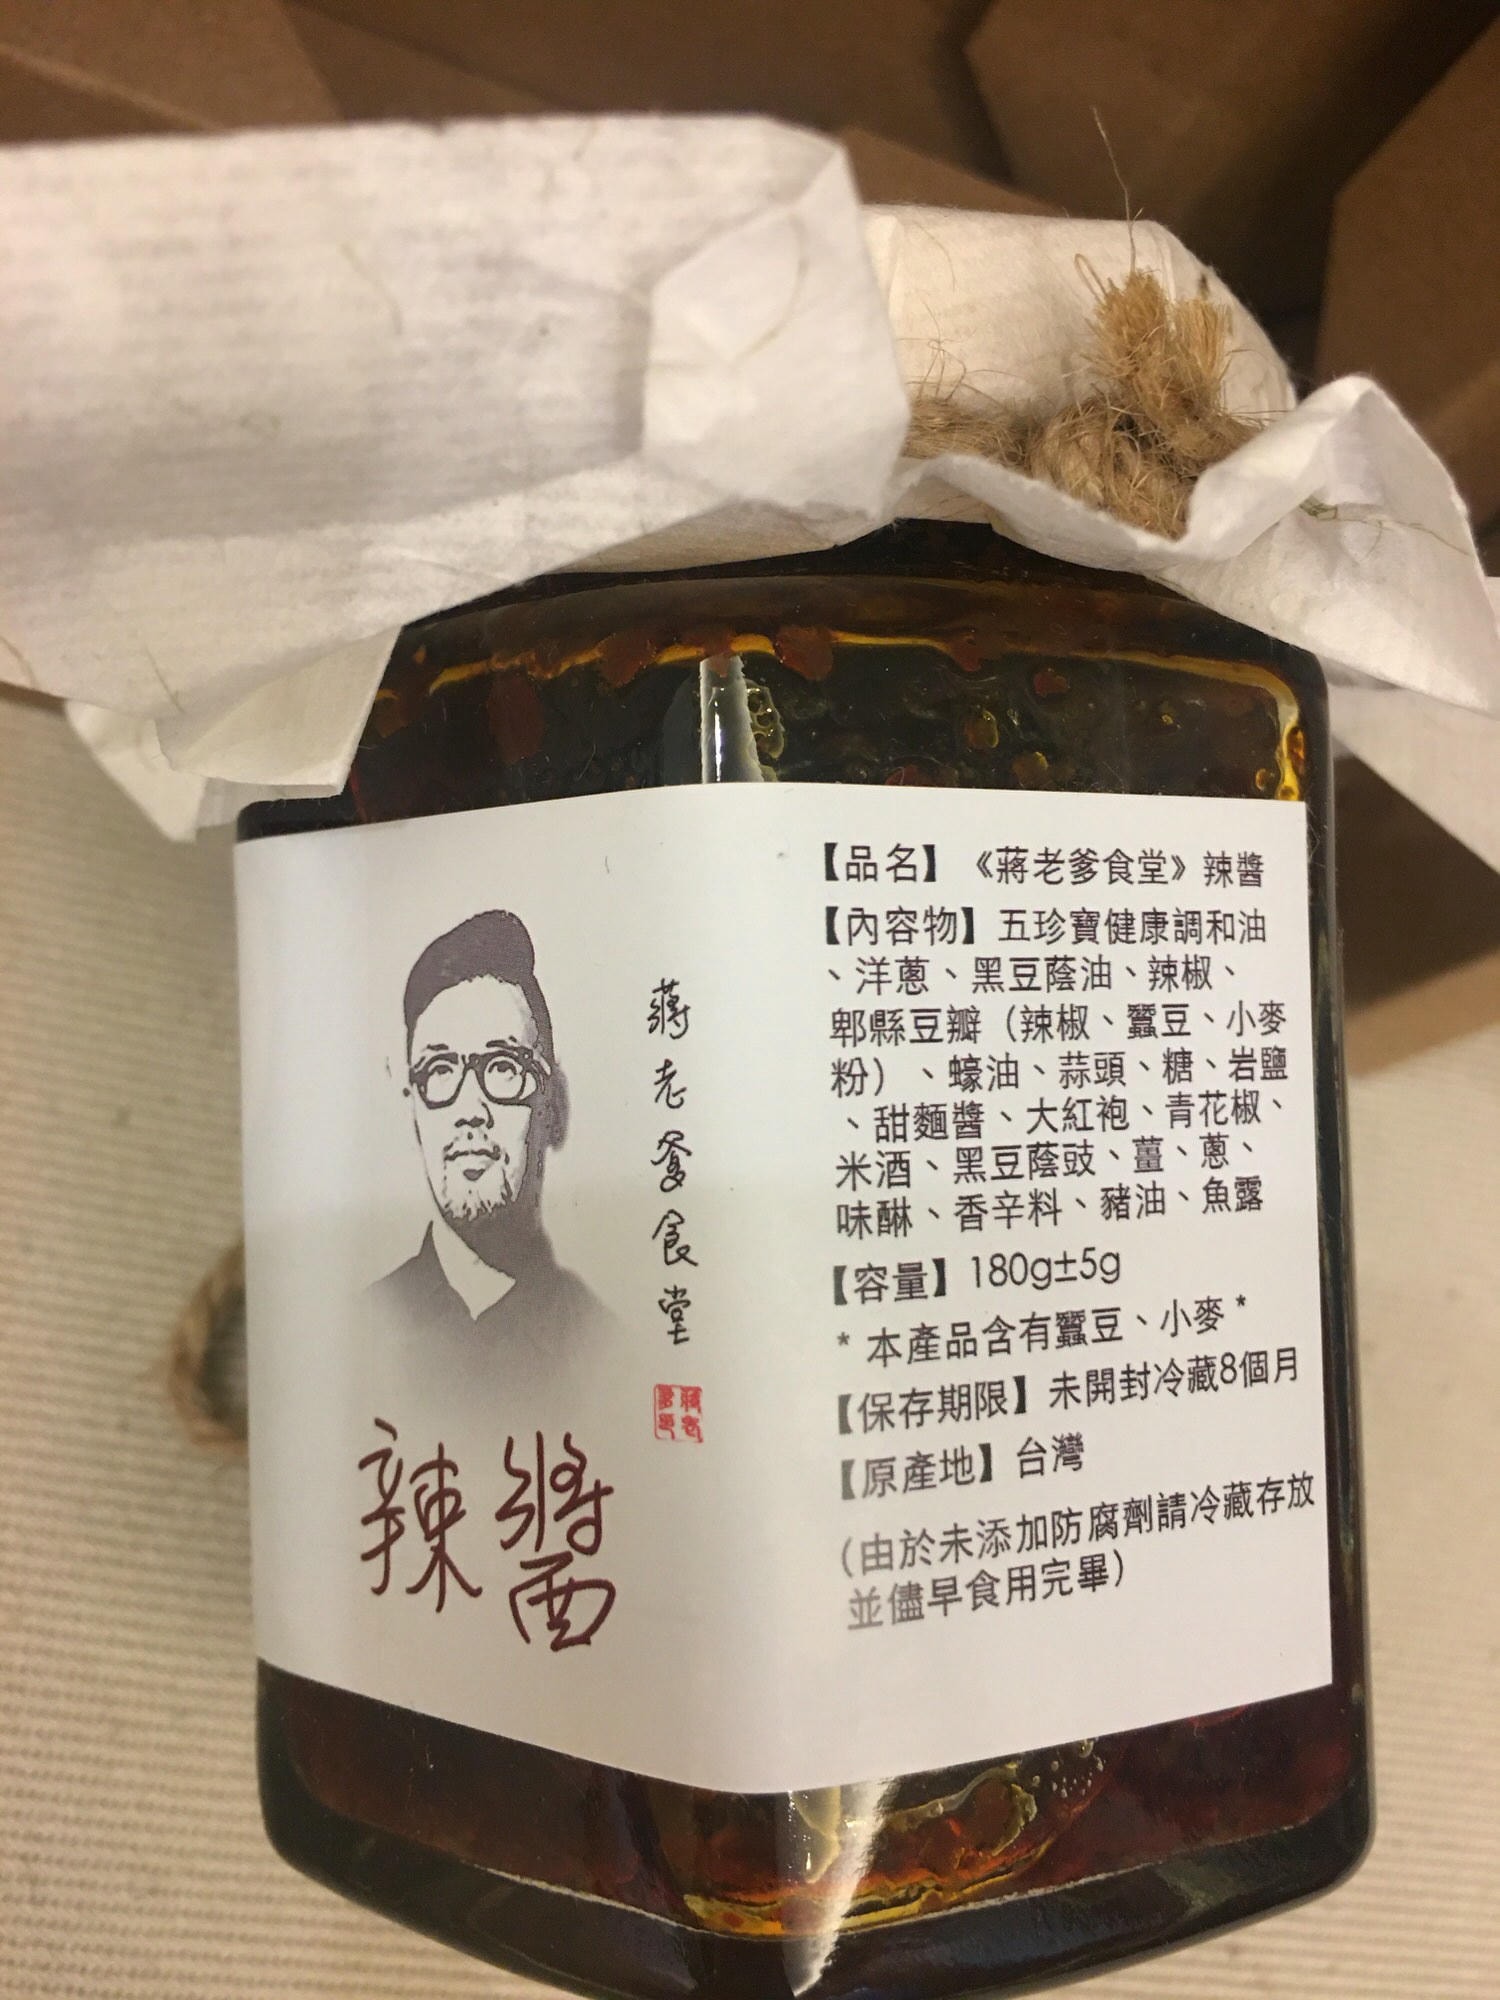 蔣老爹食堂
蔣老
爹
辣醬
【品名】《蔣老爹食堂》辣醬
【內容物】五珍寶健康調和油
、洋蔥、黑豆蔭油、辣椒、
郫縣豆瓣（辣椒、蠶豆、小麥
粉）、蠔油、蒜頭、糖、岩鹽
、甜麵醬、大紅袍、青花椒、
米酒、黑豆蔭豉、薑、蔥、
味醂、香辛料、豬油、魚露
【容量】180g±5g
* 本產品含有蠶豆、小麥 *
【保存期限】未開封冷藏8個月
【原產地】台灣
（由於未添加防腐劑請冷藏存放
並儘早食用完畢）